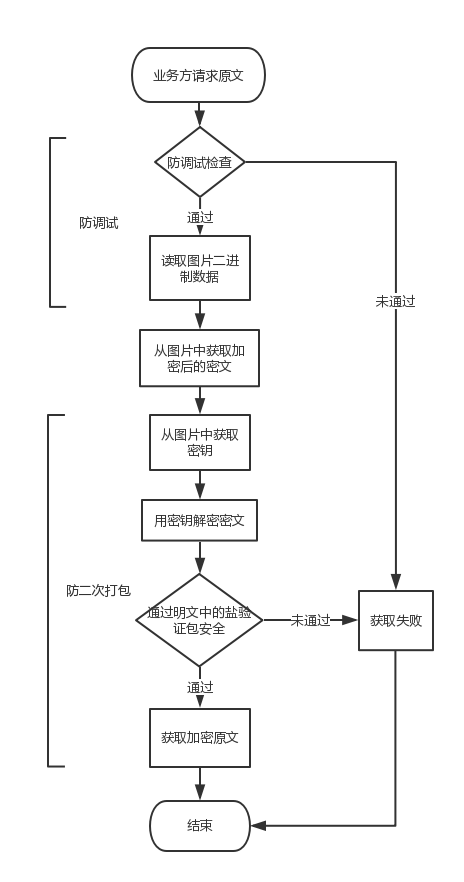 业务方请求原文
防调试检查
通过
防调试
读取图片二进
制数据
未通过
从图片中获取加
密后的密文
从图片中获取
密钥
用密钥解密密文
防二次打包
通过明文中的盐验
证包安全
未通过
获取失败
通过
获取加密原文
结束